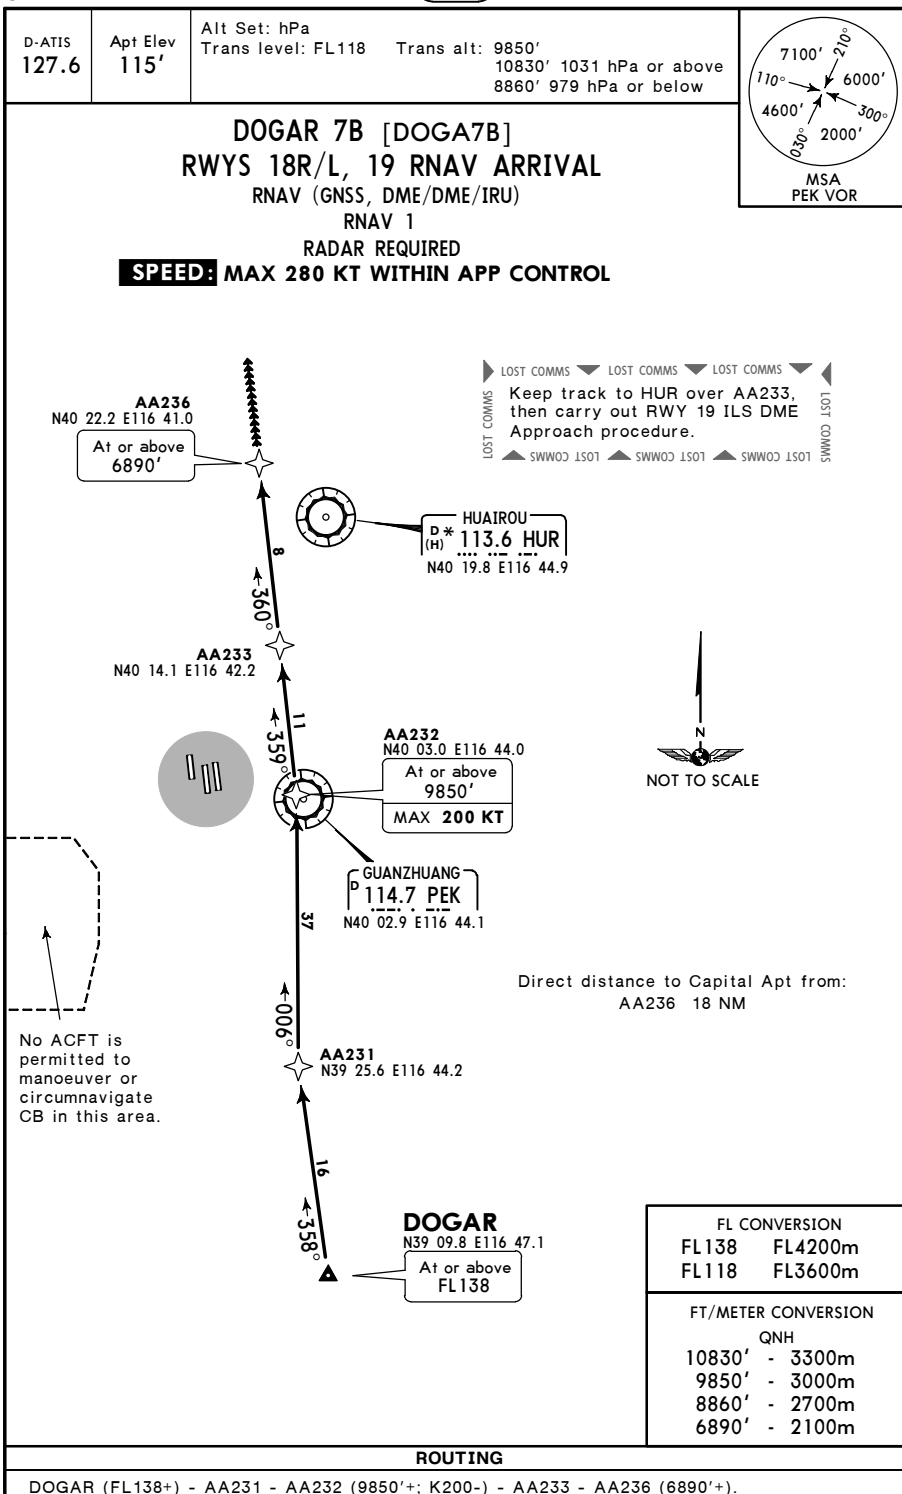 D-ATIS
127.6
Apt Elev
115'
Alt Set: hPa
Trans level: FL118 Trans alt: 9850'
10830' 1031 hPa or above
8860' 979 hPa or below
7100'
210°
110°
6000'
4600'
300°
030°
2000'
MSA
PEK VOR
DOGAR 7B [DOGA7B]
RWYS 18R/L, 19 RNAV ARRIVAL
RNAV (GNSS, DME/DME/IRU)
RNAV 1
RADAR REQUIRED
SPEED: MAX 280 KT WITHIN APP CONTROL
LOST COMMS LOST COMMS LOST COMMS
LOST COMMS
Keep track to HUR over AA233,
then carry out RWY 19 ILS DME
Approach procedure.
LOST COMMS
LOST COMMS LOST COMMS LOST COMMS
AA236
N40 22.2 E116 41.0
At or above
6890'
HUAIROU
D
(H)
* 113.6 HUR
N40 19.8 E116 44.9
8
360°
AA233
N40 14.1 E116 42.2
11
359°
AA232
N40 03.0 E116 44.0
At or above
9850'
MAX 200 KT
N
NOT TO SCALE
GUANZHUANG
D 114.7 PEK
N40 02.9 E116 44.1
37
006°
Direct distance to Capital Apt from:
AA236 18 NM
No ACFT is
permitted to
manoeuver or
circumnavigate
CB in this area.
AA231
N39 25.6 E116 44.2
16
358°
DOGAR
N39 09.8 E116 47.1
At or above
FL138
FL CONVERSION
FL138 FL4200m
FL118 FL3600m
FT/METER CONVERSION
QNH
10830' - 3300m
9850' - 3000m
8860' - 2700m
6890' - 2100m
ROUTING
DOGAR (FL138+) - AA231 - AA232 (9850'+; K200-) - AA233 - AA236 (6890'+).